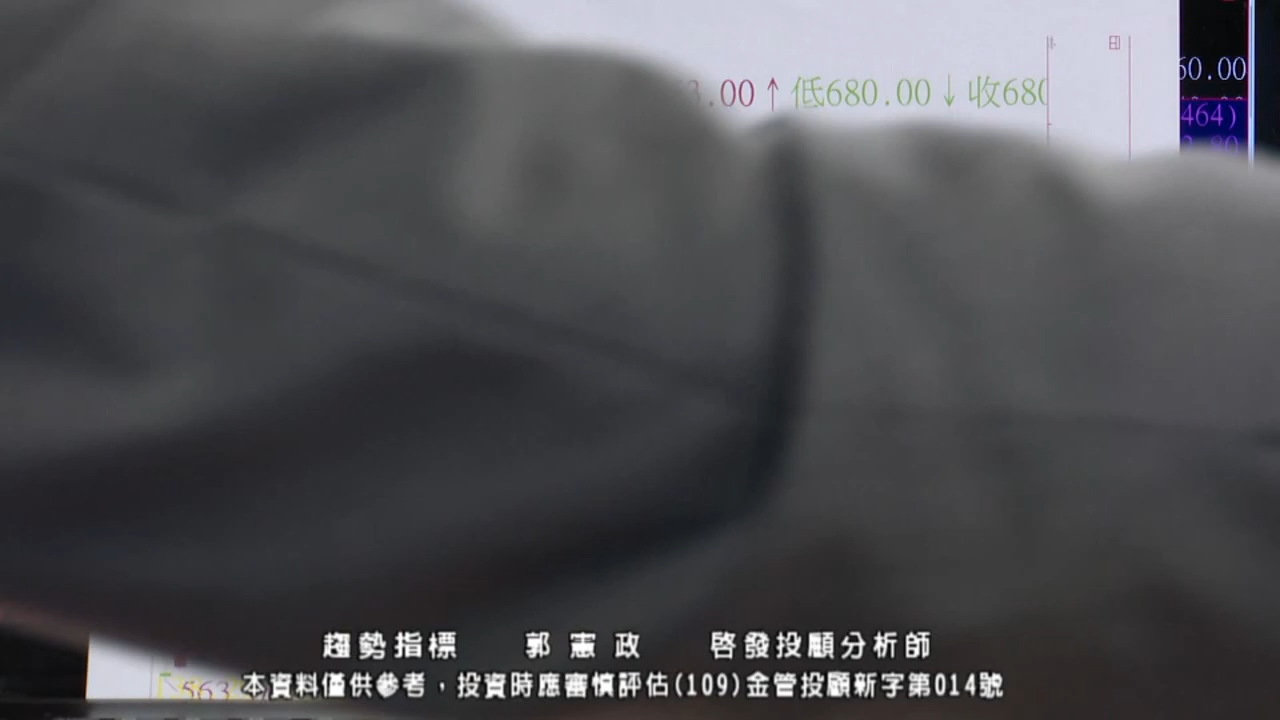 60.00
3.00↑低680.00↓收680
464)
趨勢指標 郭憲政 啓發投顧分析師
563
本資料僅供參考，投資時應審慎評估(109)金管投顧新字第014號